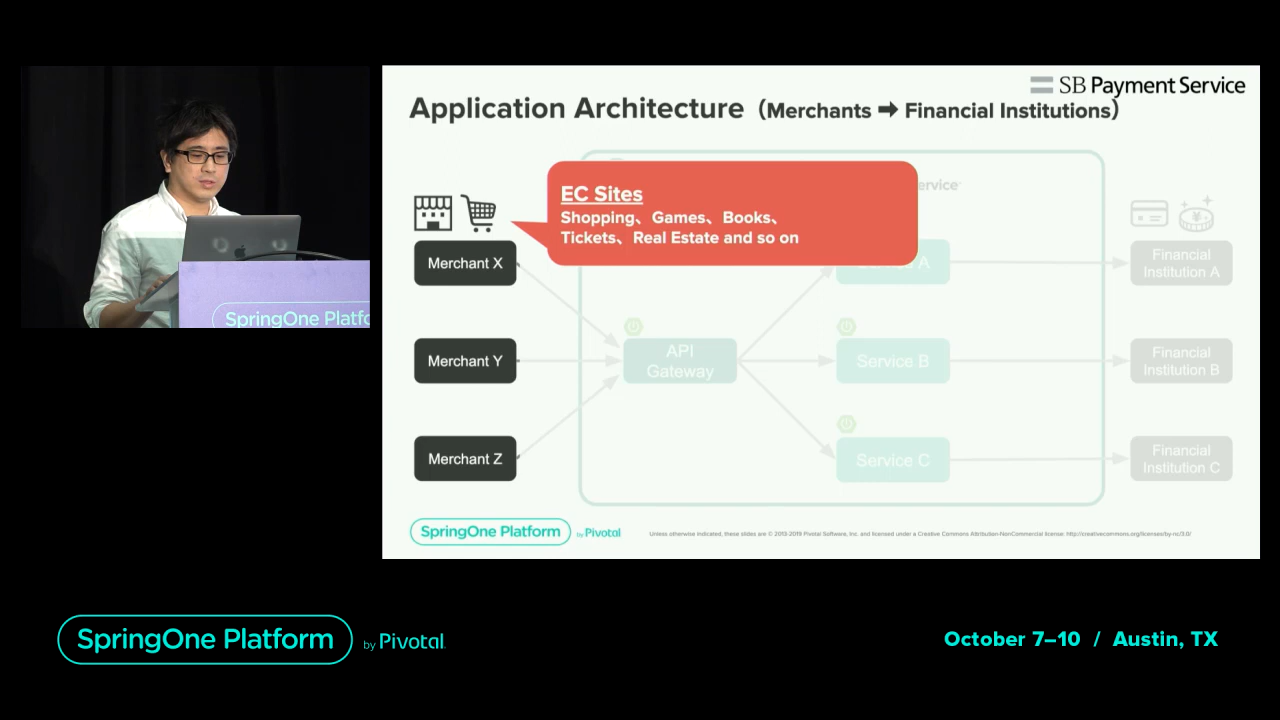 SB Payment Service
Application Architecture (Merchants ➡ Financial Institutions)
EC Sites
Shopping、Games、Books、
Tickets、Real Estate and so on
ervice
Merchant X
A
Financial
Institution A
Merchant Y
API
Gateway
Service B
Financial
Institution B
Merchant Z
Service C
Financial
Institution C
SpringOne Platform
by Pivotal
Unless otherwise indicated, these slides are © 2013-2019 Pivotal Software, Inc. and licensed under a Creative Commons Attribution-NonCommercial license: http://creativecommons.org/licenses/by-nc/3.0/
SpringOne Platfo
SpringOne Platform by Pivotal
October 7–10 / Austin, TX